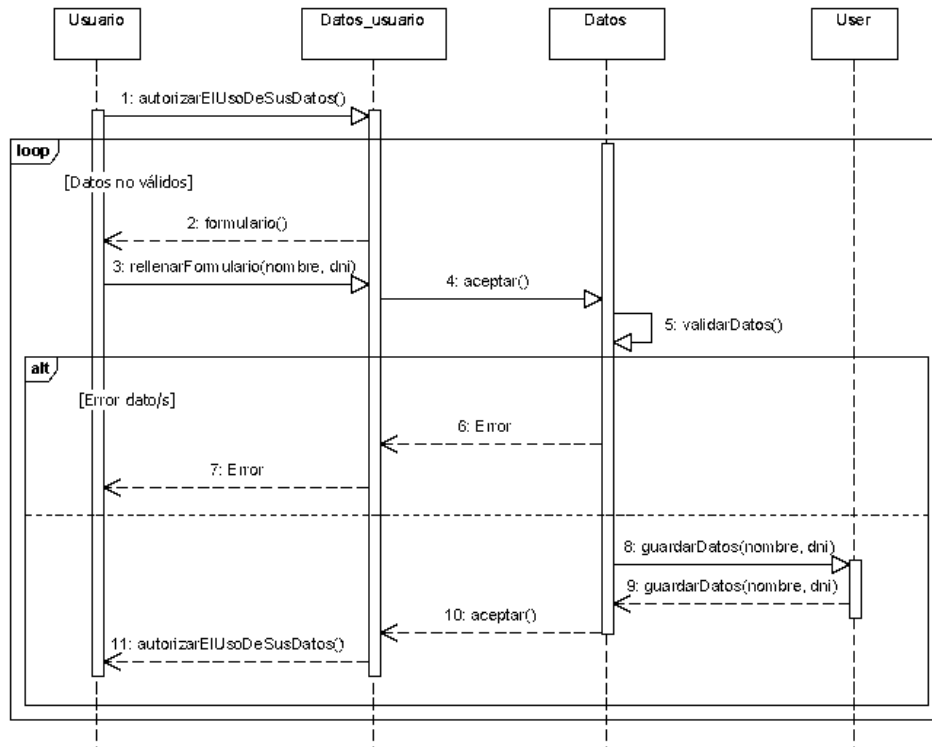 Usuario
Datos_usuario
Datos
User
1: autorizarElUsoDeSusDatos()
loop
[Datos no válidos]
2: formulario()
3: rellenarFormulario(nombre, dni)
4: aceptar()
5: validarDatos()
alt
[Error dato/s]
6: Error
7: Error
8: guardarDatos(nombre, dni)
9: guardarDatos(nombre, dni)
10: aceptar()
11: autorizarElUsoDeSusDatos()